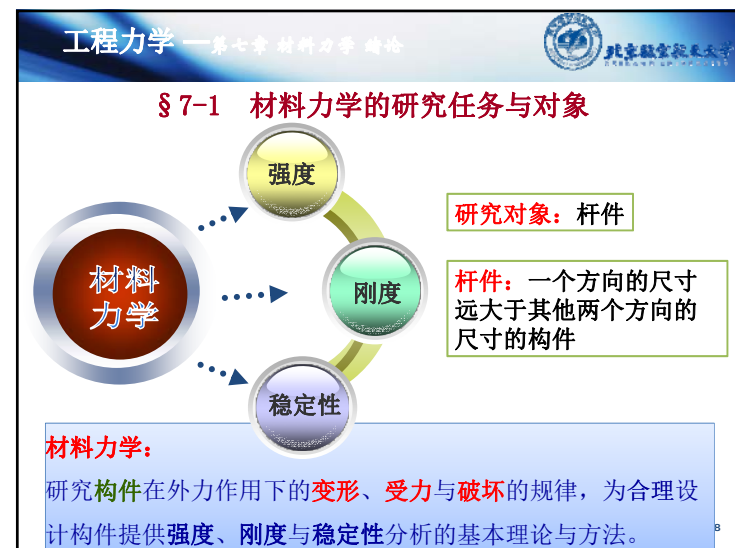 工程力学 —第七章 材料力学 绪论
北京航空航天大学
§7-1 材料力学的研究任务与对象
强度
材料
力学
刚度
稳定性
研究对象：杆件
杆件：一个方向的尺寸
远大于其他两个方向的
尺寸的构件
材料力学：
研究构件在外力作用下的变形、受力与破坏的规律，为合理设
计构件提供强度、刚度与稳定性分析的基本理论与方法。
8